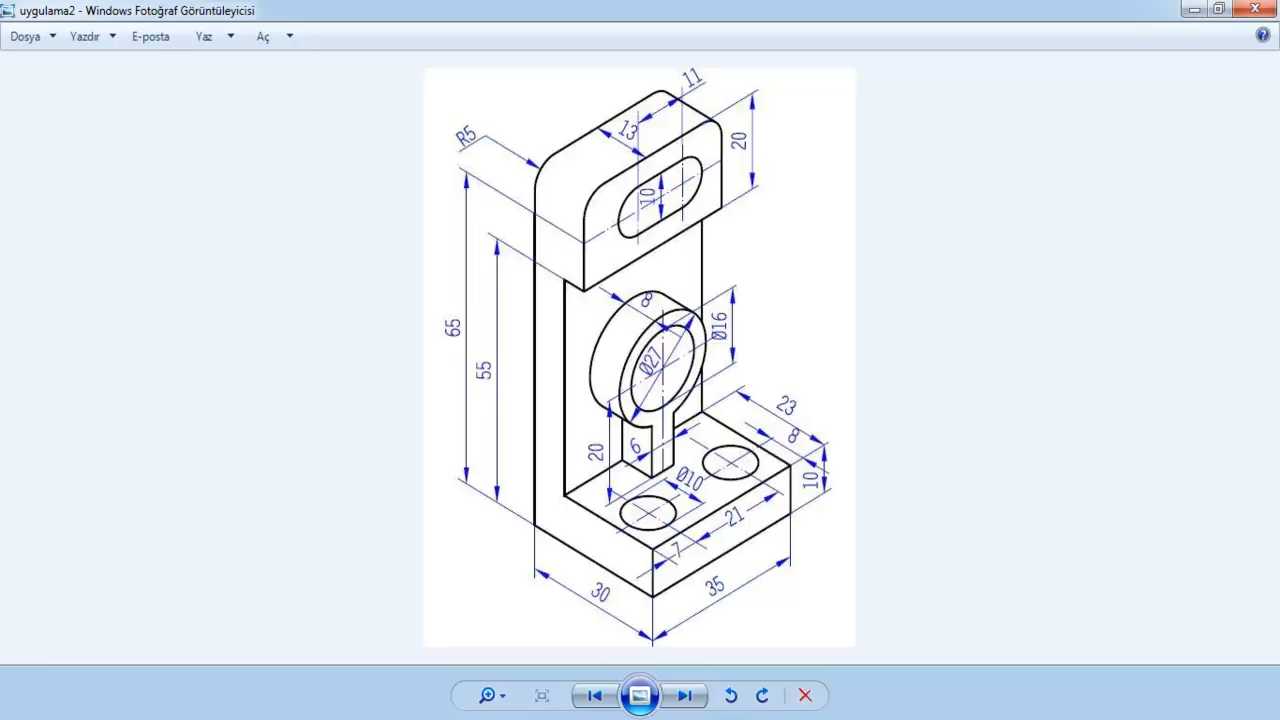 uygulama2 - Windows Fotoğraf Görüntüleyicisi
Dosya Yazdır E-posta Yaz Aç
11
R5
13
20
10
8
Ø16
65
55
Ø27
23
8
20
6
Ø10
10
21
7
30
35